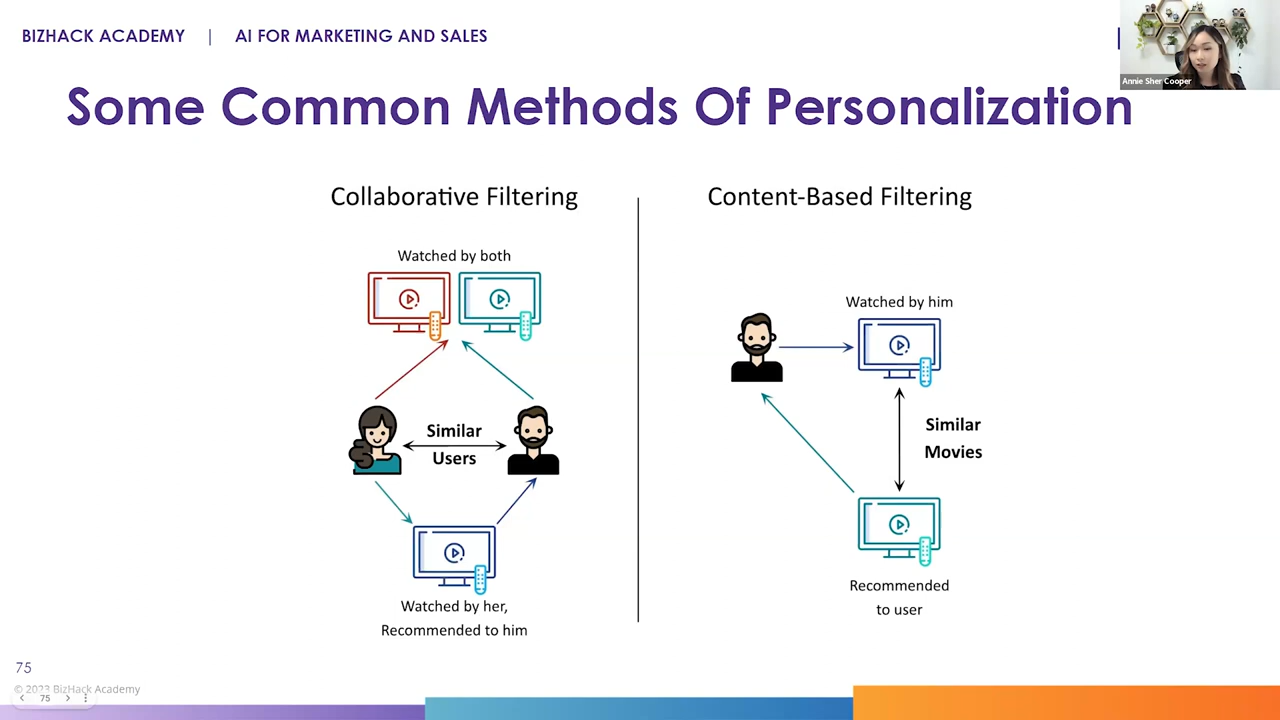 BIZHACK ACADEMY | AI FOR MARKETING AND SALES
Annie Sher Cooper
Some Common Methods Of Personalization
Collaborative Filtering
Watched by both
Similar
Users
Watched by her,
Recommended to him
Content-Based Filtering
Watched by him
Similar
Movies
Recommended
to user
75
© 2023 BizHack Academy
75